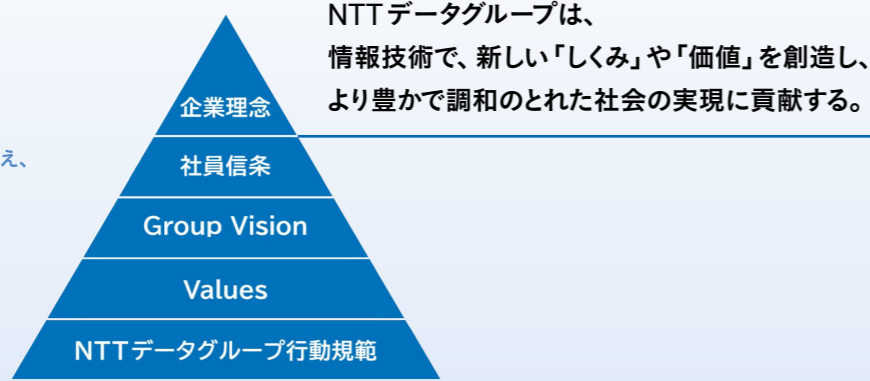 NTTデータグループは、
情報技術で、新しい「しくみ」や「価値」を創造し、
より豊かで調和のとれた社会の実現に貢献する。
企業理念
え、
社員信条
Group Vision
Values
NTTデータグループ行動規範